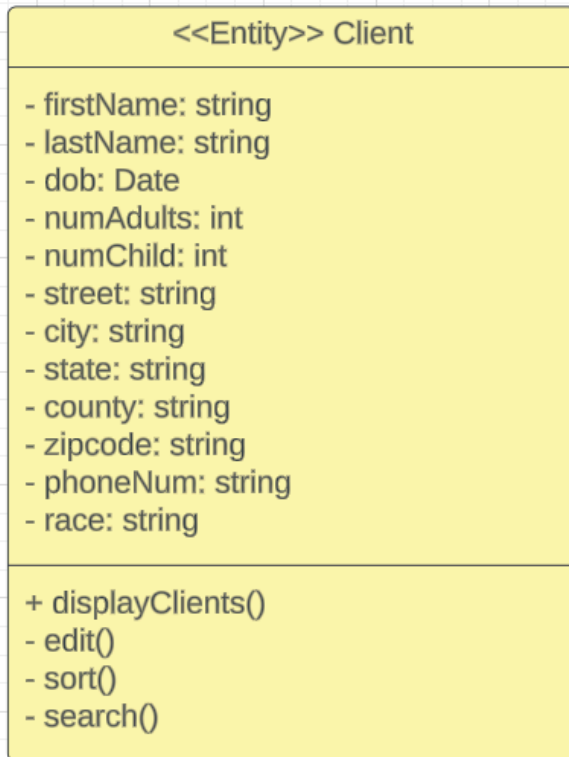 <<Entity>> Client
- firstName: string
- lastName: string
- dob: Date
- numAdults: int
- numChild: int
- street: string
- city: string
- state: string
- county: string
- zipcode: string
- phoneNum: string
- race: string
+ displayClients()
- edit()
- sort()
- search()